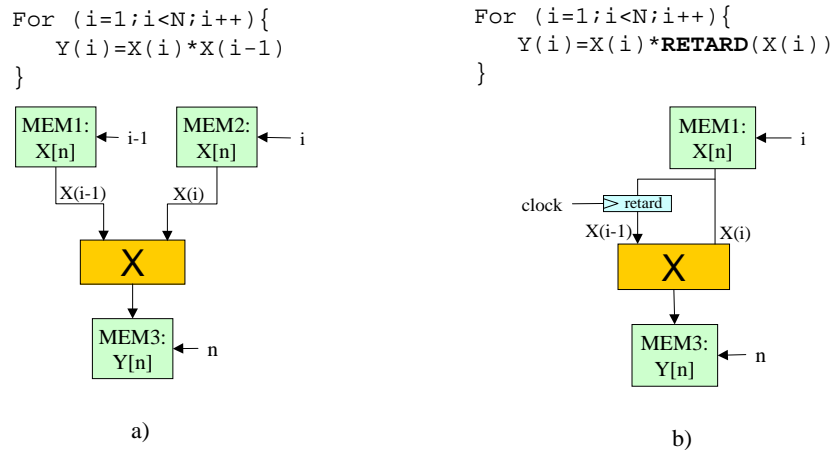 For (i=1;i<N;i++){
Y(i)=X(i)*X(i-1)
}
MEM1:
X[n]
i-1
MEM2:
X[n]
i
X(i-1)
X(i)
X
MEM3:
Y[n]
n
a)
For (i=1;i<N;i++){
Y(i)=X(i)*RETARD(X(i))
}
MEM1:
X[n]
i
clock
retard
X(i-1)
X(i)
X
MEM3:
Y[n]
n
b)